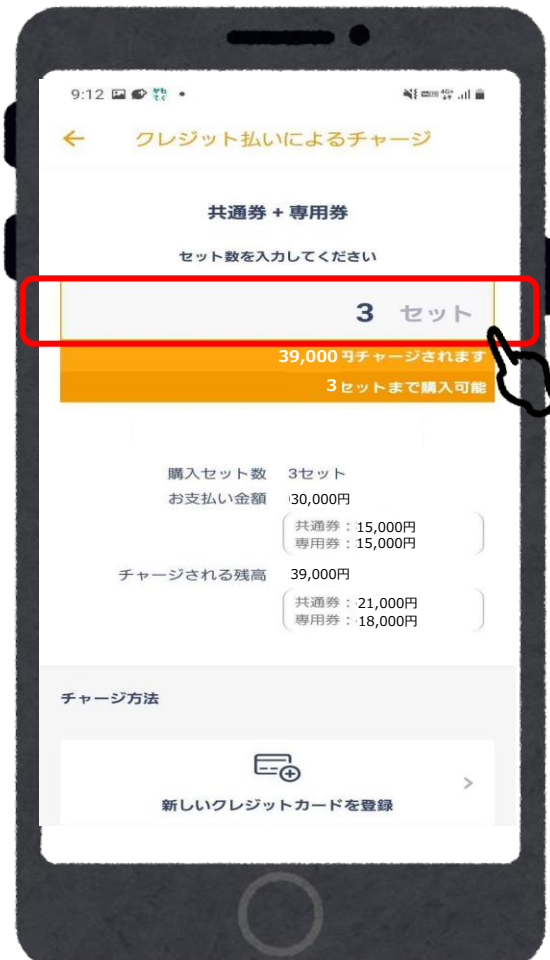 9:12
← クレジット払いによるチャージ
共通券 + 専用券
セット数を入力してください
3 セット
39,000円チャージされます
3セットまで購入可能
購入セット数 3セット
お支払い金額 30,000円
共通券：15,000円
専用券：15,000円
チャージされる残高 39,000円
共通券：21,000円
専用券：18,000円
チャージ方法
新しいクレジットカードを登録 >